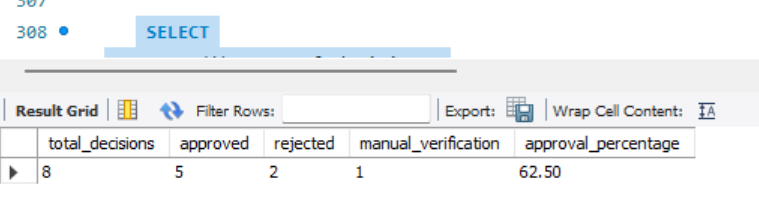 307
308 SELECT
Result Grid Filter Rows: Export: Wrap Cell Content: IA
total_decisions approved rejected manual_verification approval_percentage
8 5 2 1 62.50